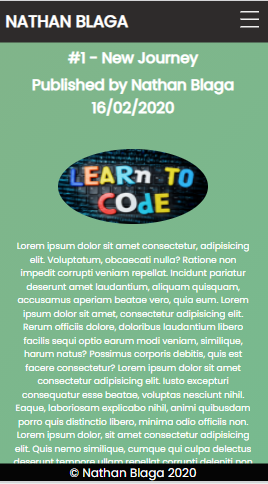 NATHAN BLAGA
#1 - New Journey
Published by Nathan Blaga
16/02/2020
LEARn TO
COdE
Lorem ipsum dolor sit amet consectetur, adipisicing
elit. Voluptatum, obcaecati nulla? Ratione non
impedit corrupti veniam repellat. Incidunt pariatur
deserunt amet laudantium, aliquam quisquam,
accusamus aperiam beatae vero, quia eum. Lorem
ipsum dolor sit amet, consectetur adipisicing elit.
Rerum officiis dolore, doloribus laudantium libero
facilis sequi optio earum modi veniam, similique,
harum natus? Possimus corporis debitis, quis est
facere consectetur? Lorem ipsum dolor sit amet
consectetur adipisicing elit. Iusto excepturi
consequatur esse beatae, voluptas nesciunt nihil.
Eaque, laboriosam explicabo nihil, animi quibusdam
porro quis distinctio libero, minima odio officiis non.
Lorem ipsum dolor sit amet consectetur adipisicing
elit. Quis nemo similique, cumque qui culpa delectus
deserunt tempore ullam repellat corrupti deleniti non
© Nathan Blaga 2020